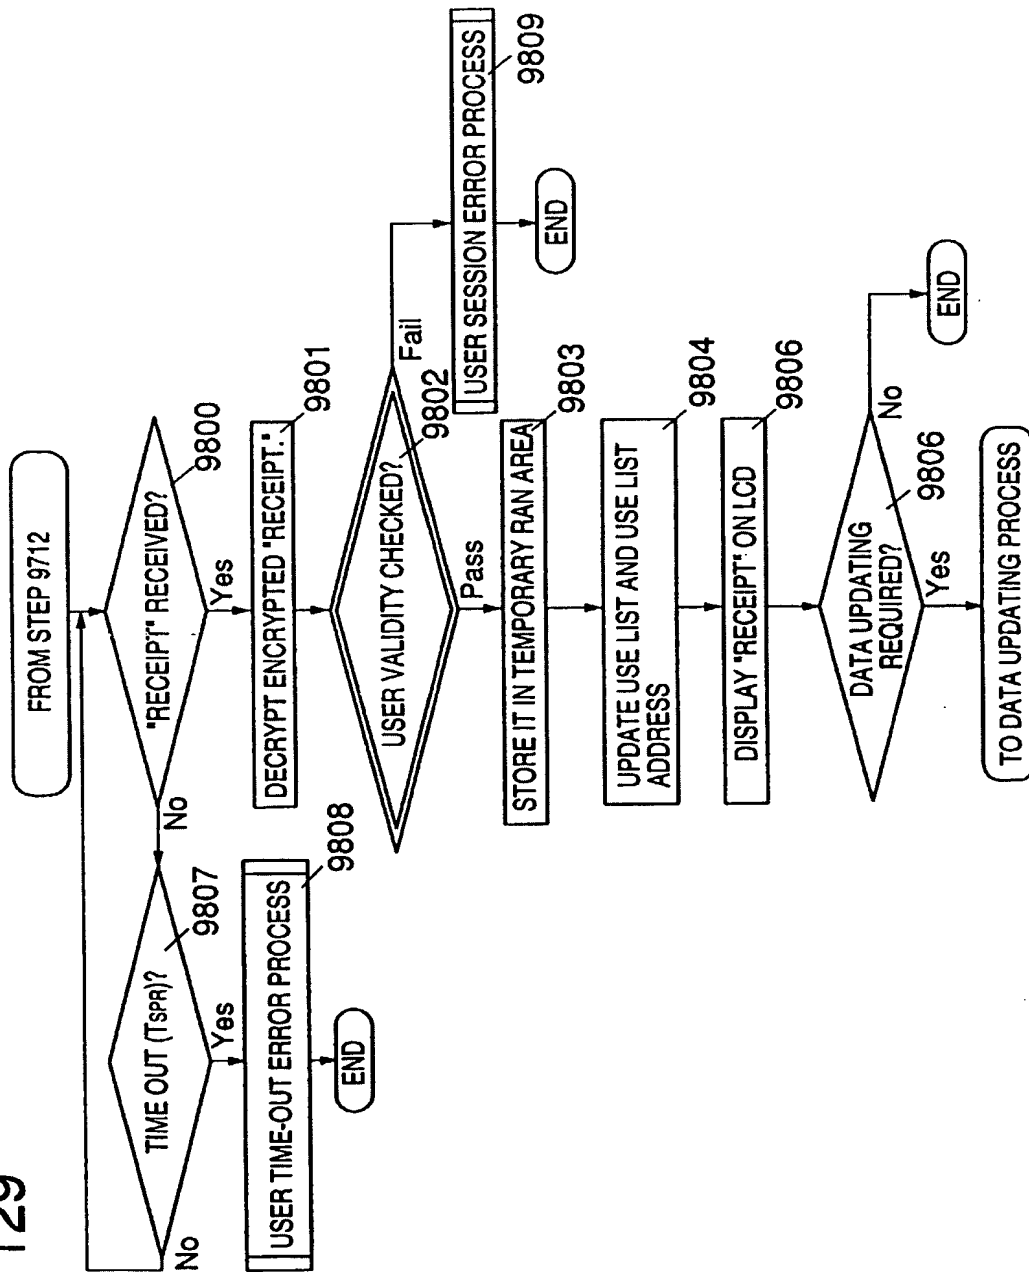 129
FROM STEP 9712
"RECEIPT" RECEIVED?
9800
No
Yes
TIME OUT (TSPR)?
9807
No
Yes
USER TIME-OUT ERROR PROCESS
9808
END
DECRYPT ENCRYPTED "RECEIPT."
9801
USER VALIDITY CHECKED?
9802
Fail
Pass
USER SESSION ERROR PROCESS
9809
END
STORE IT IN TEMPORARY RAN AREA
9803
UPDATE USE LIST AND USE LIST
ADDRESS
9804
DISPLAY "RECEIPT" ON LCD
9806
DATA UPDATING
REQUIRED?
9806
No
END
Yes
TO DATA UPDATING PROCESS